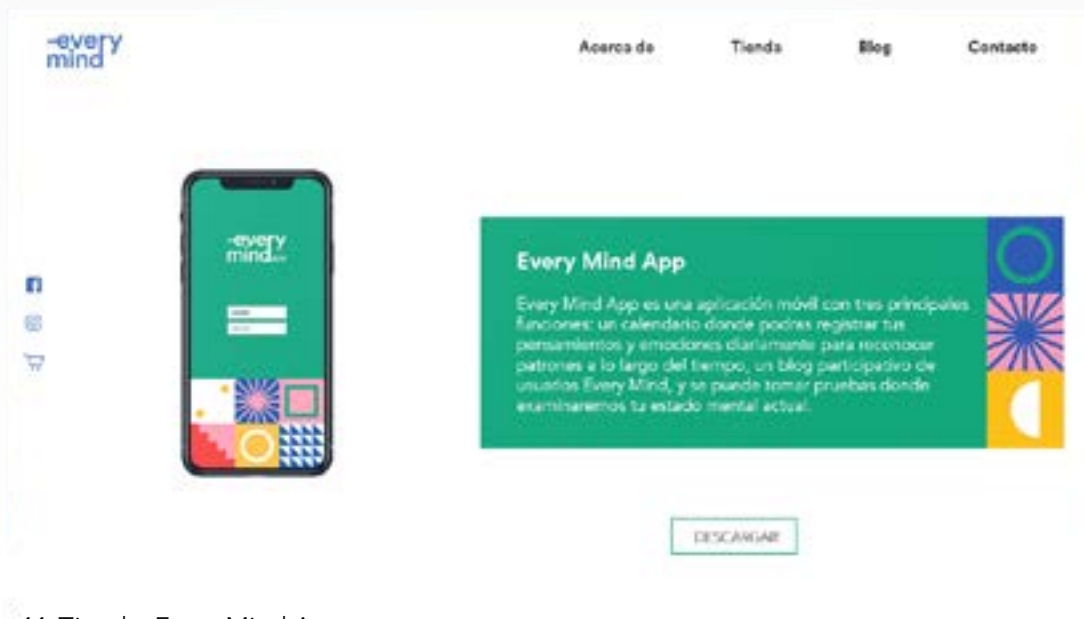 every
mind
Acerca de
Tienda
Blog
Contacto
every
mind
Every Mind App
Every Mind App es una aplicación móvil con tres principales
funciones: un calendario donde podras registrar tus
pensamientos y emociones diariamente para reconocer
patrones a lo largo del tiempo, un blog participativo de
usuarios Every Mind, y se puede tomar pruebas donde
examinaremos tu estado mental actual.
DESCARGAR